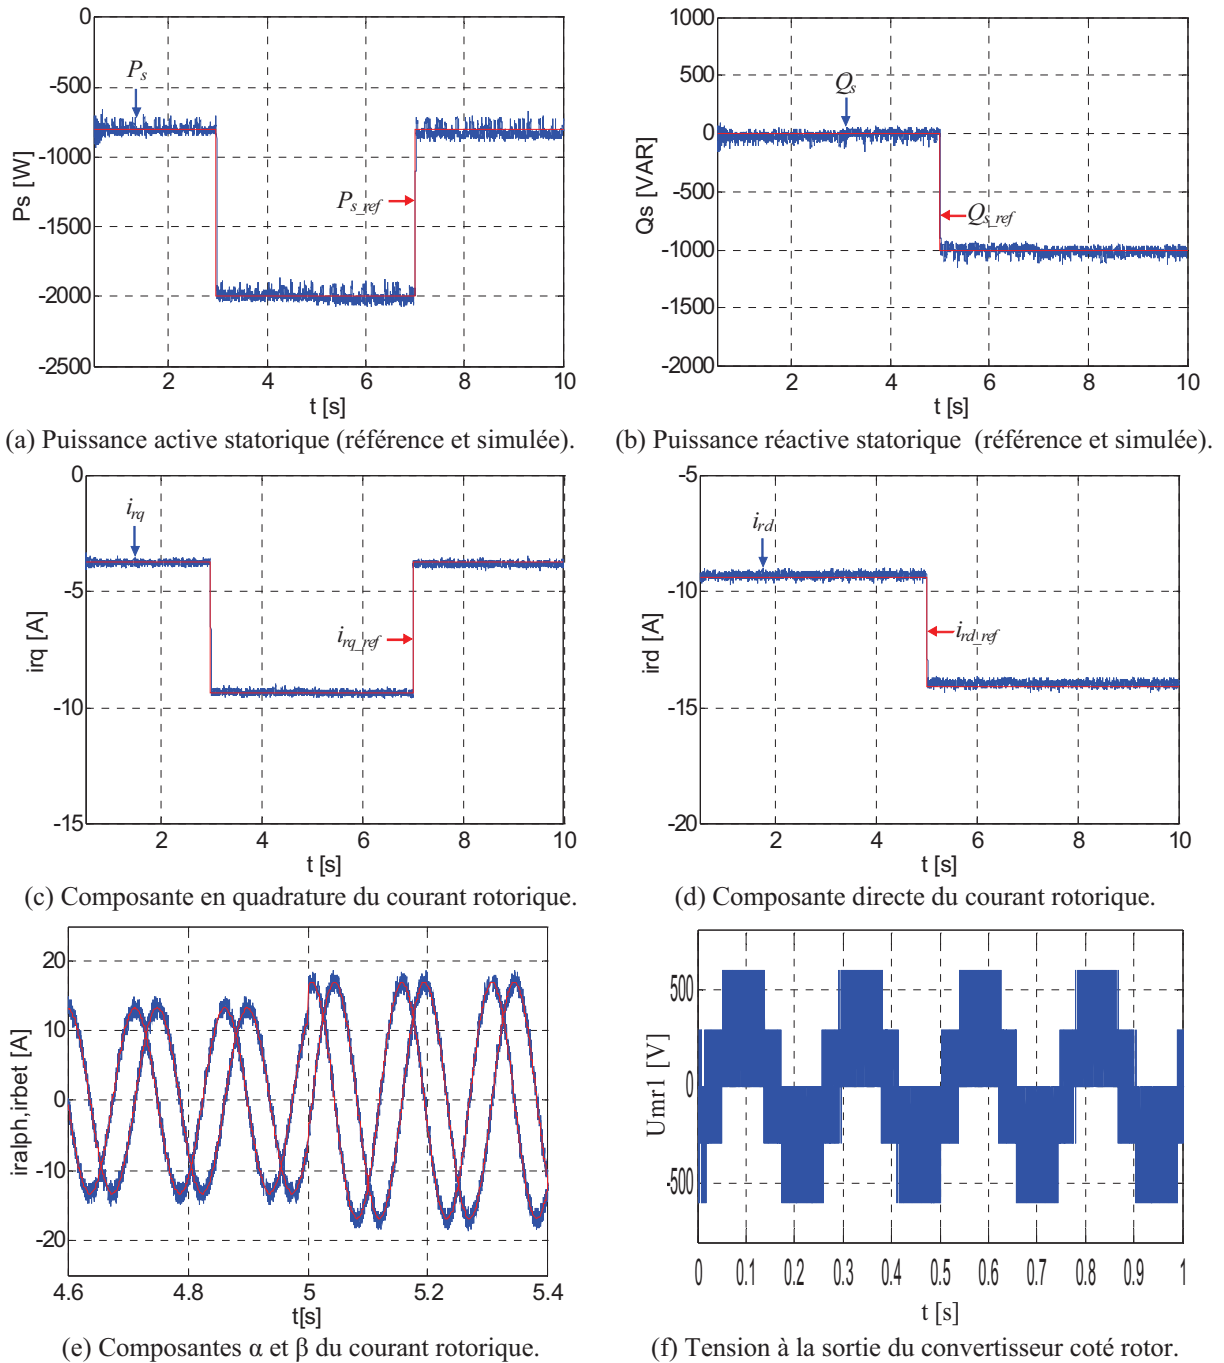 0
-500
-1000
-1500
-2000
-2500
Ps [W]
P_s
P_s_ref
2 4 6 8 10
t [s]
(a) Puissance active statorique (référence et simulée).
1000
500
0
-500
-1000
-1500
-2000
Qs [VAR]
Q_s
Q_s_ref
2 4 6 8 10
t [s]
(b) Puissance réactive statorique (référence et simulée).
0
-5
-10
-15
irq [A]
i_rq
i_rq_ref
2 4 6 8 10
t [s]
(c) Composante en quadrature du courant rotorique.
-5
-10
-15
-20
ird [A]
i_rd
i_rd_ref
2 4 6 8 10
t [s]
(d) Composante directe du courant rotorique.
20
10
0
-10
-20
iralph,irbet [A]
4.6 4.8 5 5.2 5.4
t[s]
(e) Composantes α et β du courant rotorique.
500
0
-500
Umr1 [V]
0 0.1 0.2 0.3 0.4 0.5 0.6 0.7 0.8 0.9 1
t [s]
(f) Tension à la sortie du convertisseur coté rotor.